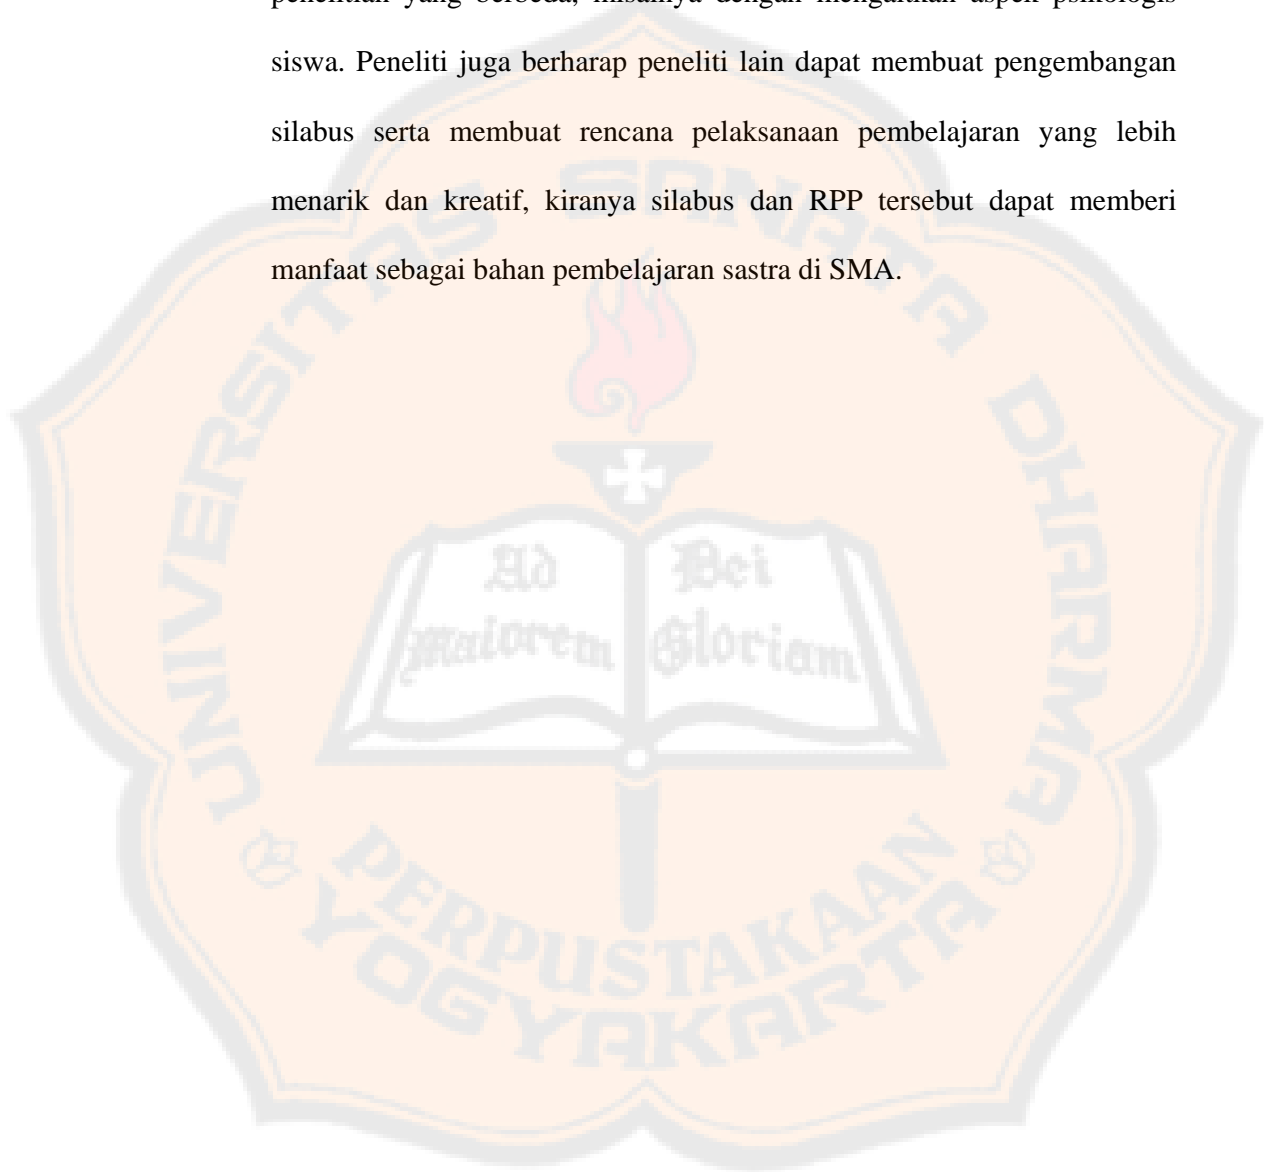 penelitian yang berbeda, misalnya dengan mengaitkan aspek psikologis
siswa. Peneliti juga berharap peneliti lain dapat membuat pengembangan
silabus serta membuat rencana pelaksanaan pembelajaran yang lebih
menarik dan kreatif, kiranya silabus dan RPP tersebut dapat memberi
manfaat sebagai bahan pembelajaran sastra di SMA.
UNIVERSITAS SANATA DHARMA
Ad Dei
maiorem Gloriam
PERPUSTAKAAN
YOGYAKARTA